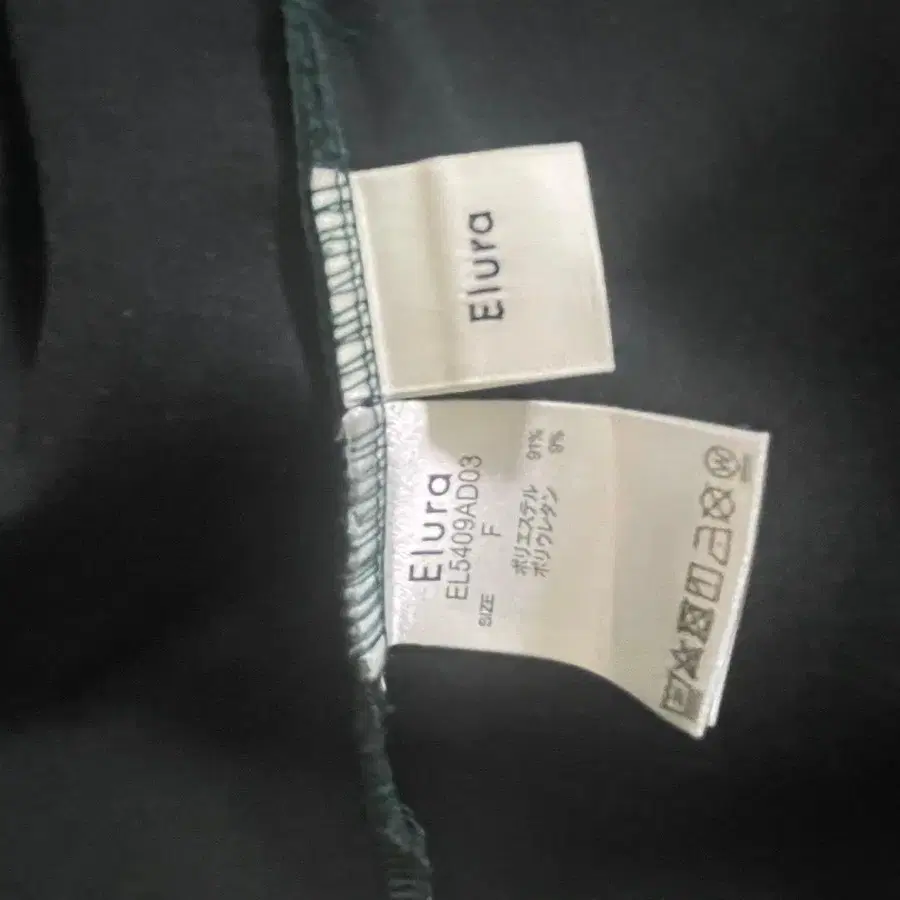 Elura
Elura
EL5409AD03
SIZE F
ポリエステル 91%
ポリウレタン 9%
W